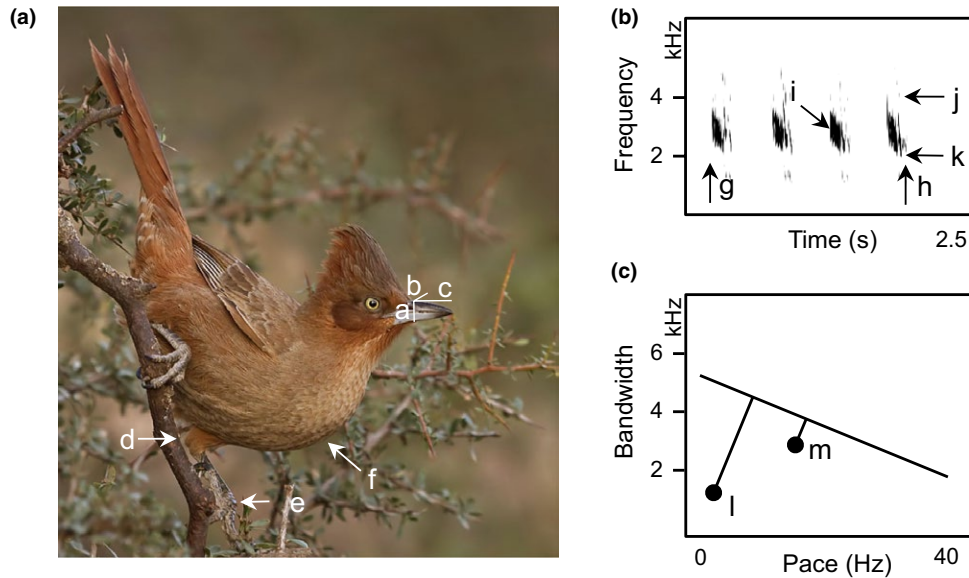 (a)
b
c
a
d
e
f
(b)
kHz
Frequency
4
2
g
h
i
j
k
Time (s)
2.5
(c)
kHz
Bandwidth
6
4
2
l
m
0
Pace (Hz)
40